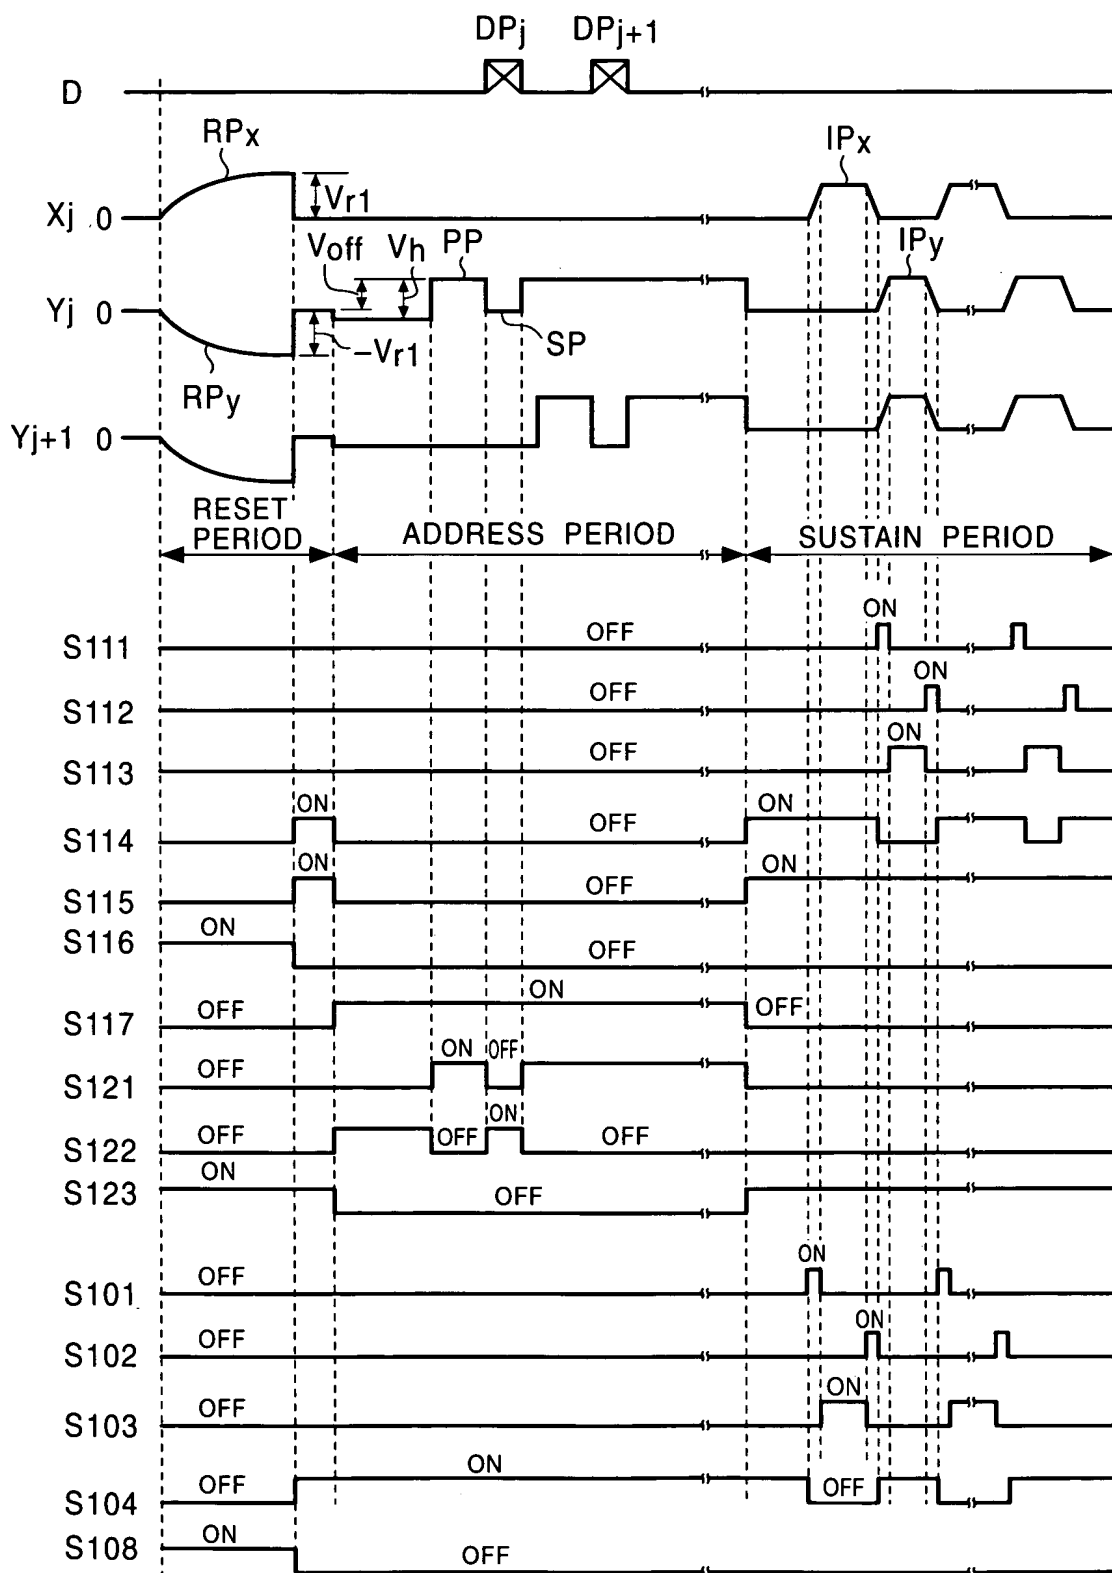 DPj DPj+1
D
RPx IPx
Vr1
Xj 0
Voff Vh PP IPy
Yj 0
-Vr1 SP
RPy
Yj+1 0
RESET PERIOD ADDRESS PERIOD SUSTAIN PERIOD
ON
S111 OFF
ON
S112 OFF
ON
S113 OFF
ON ON
S114 OFF
ON ON
S115 OFF
ON
S116 OFF
ON
S117 OFF OFF
ON OFF
S121 OFF
ON
S122 OFF OFF OFF
ON
S123 OFF
ON
S101 OFF
ON
S102 OFF
ON
S103 OFF
ON
S104 OFF OFF
ON
S108 OFF